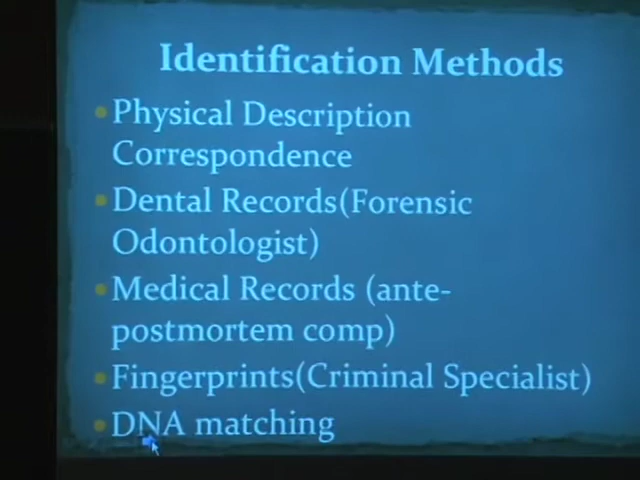 Identification Methods
Physical Description
Correspondence
Dental Records(Forensic
Odontologist)
Medical Records (ante-
postmortem comp)
Fingerprints(Criminal Specialist)
DNA matching